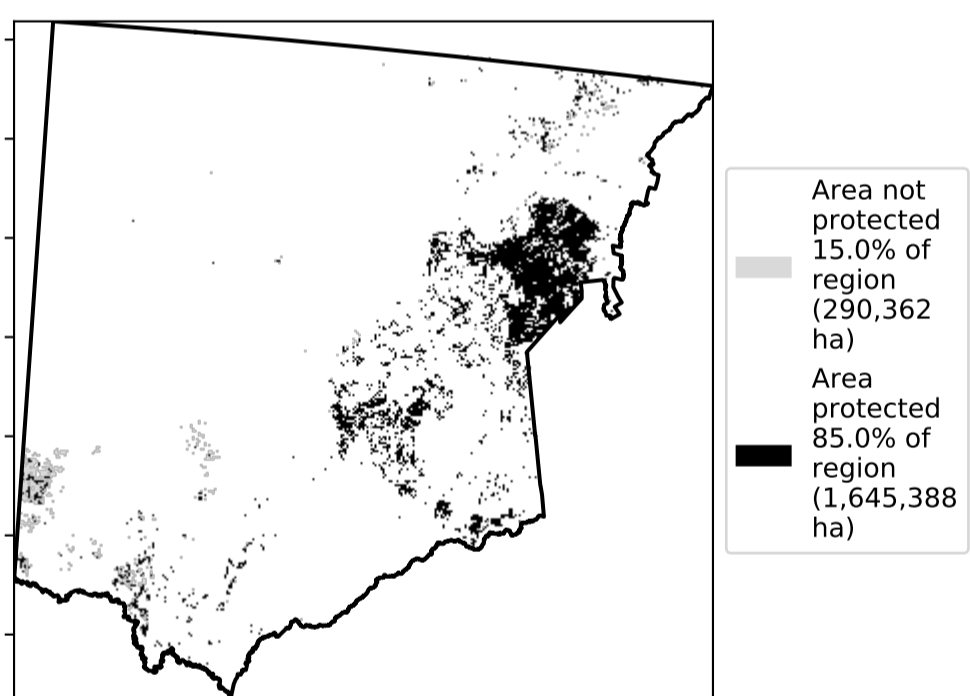 Area not
protected
15.0% of
region
(290,362
ha)
Area
protected
85.0% of
region
(1,645,388
ha)